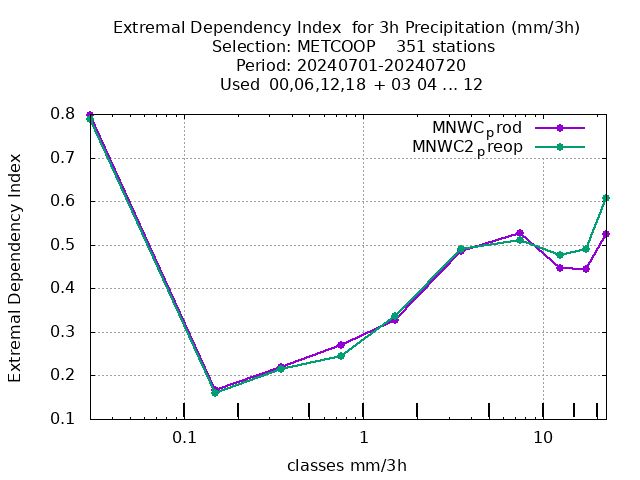 Extremal Dependency Index  for 3h Precipitation (mm/3h)
Selection: METCOOP    351 stations
Period: 20240701-20240720
Used  00,06,12,18 + 03 04 ... 12
MNWCprod
MNWC2preop
Extremal Dependency Index
0.8
0.7
0.6
0.5
0.4
0.3
0.2
0.1
0.1 1 10
classes mm/3h